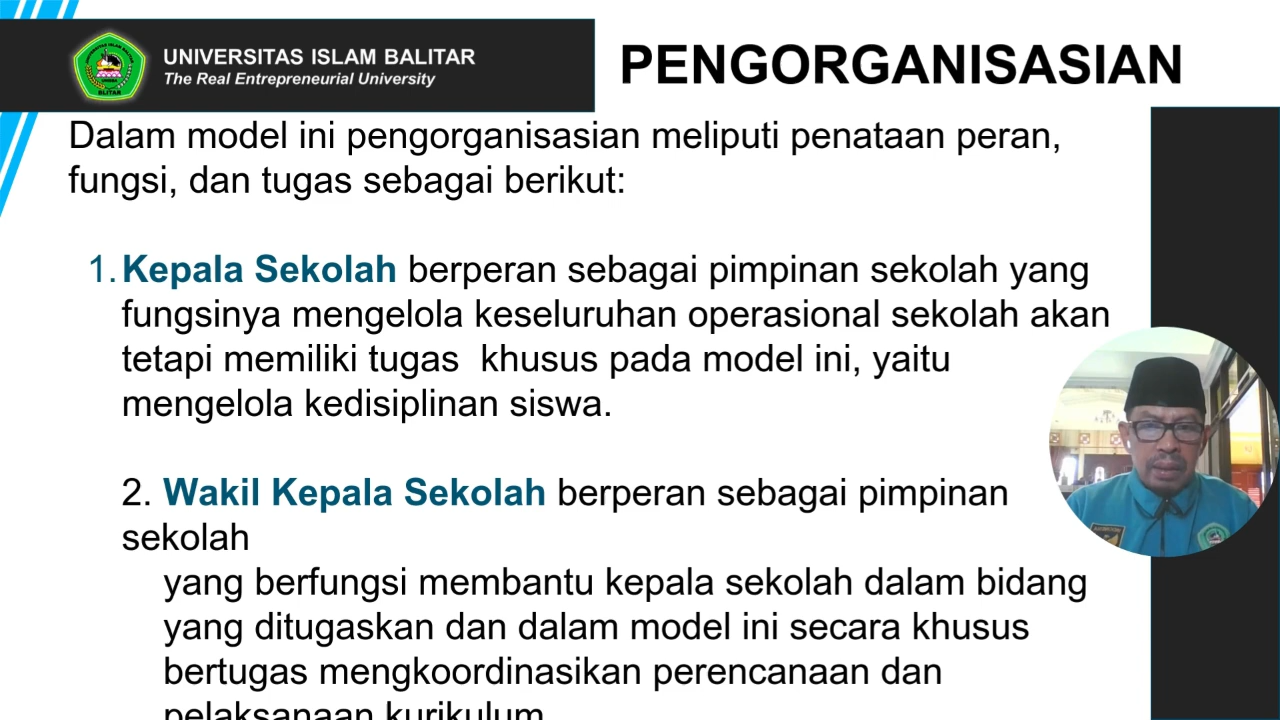 UNIVERSITAS ISLAM BALITAR
The Real Entrepreneurial University
PENGORGANISASIAN
Dalam model ini pengorganisasian meliputi penataan peran,
fungsi, dan tugas sebagai berikut:
1. Kepala Sekolah berperan sebagai pimpinan sekolah yang
fungsinya mengelola keseluruhan operasional sekolah akan
tetapi memiliki tugas  khusus pada model ini, yaitu
mengelola kedisiplinan siswa.
2. Wakil Kepala Sekolah berperan sebagai pimpinan
sekolah
yang berfungsi membantu kepala sekolah dalam bidang
yang ditugaskan dan dalam model ini secara khusus
bertugas mengkoordinasikan perencanaan dan
pelaksanaan kurikulum